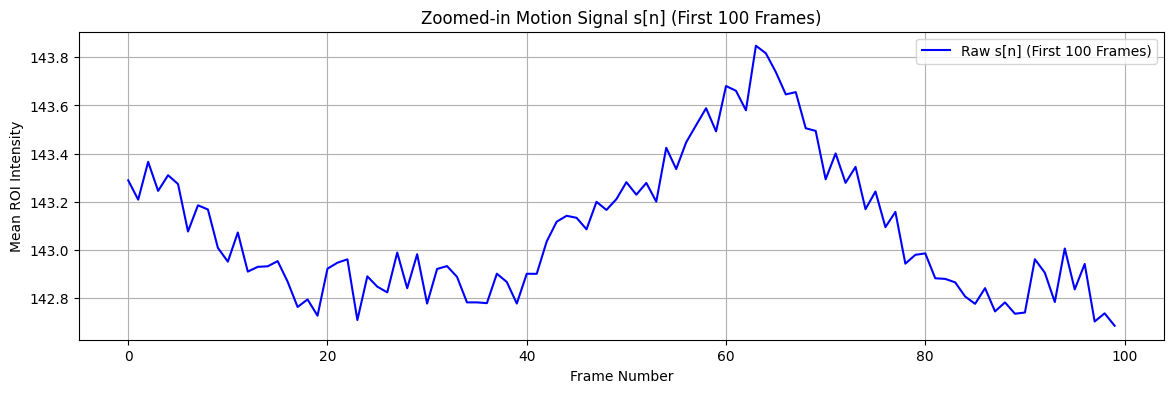 Zoomed-in Motion Signal s[n] (First 100 Frames)
Raw s[n] (First 100 Frames)
Mean ROI Intensity
143.8
143.6
143.4
143.2
143.0
142.8
0 20 40 60 80 100
Frame Number